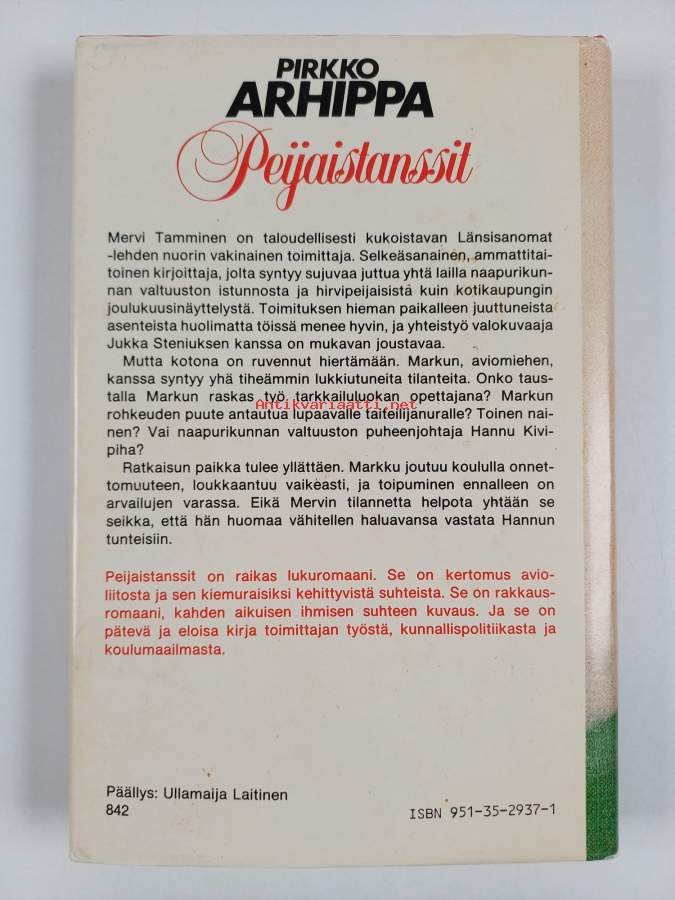 PIRKKO
ARHIPPA
Peijaistanssit
Mervi Tamminen on taloudellisesti kukoistavan Länsisanomat
-lehden nuorin vakinainen toimittaja. Selkeäsanainen, ammattitai-
toinen kirjoittaja, jolta syntyy sujuvaa juttua yhtä lailla naapurikun-
nan valtuuston istunnosta ja hirvipeijaisista kuin kotikaupungin
joulukuusinäyttelystä. Toimituksen hieman paikalleen juuttuneista
asenteista huolimatta töissä menee hyvin, ja yhteistyö valokuvaaja
Jukka Steniuksen kanssa on mukavan joustavaa.
Mutta kotona on ruvennut hiertämään. Markun, aviomiehen,
kanssa syntyy yhä tiheämmin lukkiutuneita tilanteita. Onko taus-
talla Markun raskas työ tarkkailuluokan opettajana? Markun
rohkeuden puute antautua lupaavalle taiteilijanuralle? Toinen nai-
nen? Vai naapurikunnan valtuuston puheenjohtaja Hannu Kivi-
piha?
Ratkaisun paikka tulee yllättäen. Markku joutuu koululla onnet-
tomuuteen, loukkaantuu vaikeasti, ja toipuminen ennalleen on
arvailujen varassa. Eikä Mervin tilannetta helpota yhtään se
seikka, että hän huomaa vähitellen haluavansa vastata Hannun
tunteisiin.
Peijaistanssit on raikas lukuromaani. Se on kertomus avio-
liitosta ja sen kiemuraisiksi kehittyvistä suhteista. Se on rakkaus-
romaani, kahden aikuisen ihmisen suhteen kuvaus. Ja se on
pätevä ja eloisa kirja toimittajan työstä, kunnallispolitiikasta ja
koulumaailmasta.
Päällys: Ullamaija Laitinen
842
ISBN 951-35-2937-1
Antikvariaatti.net